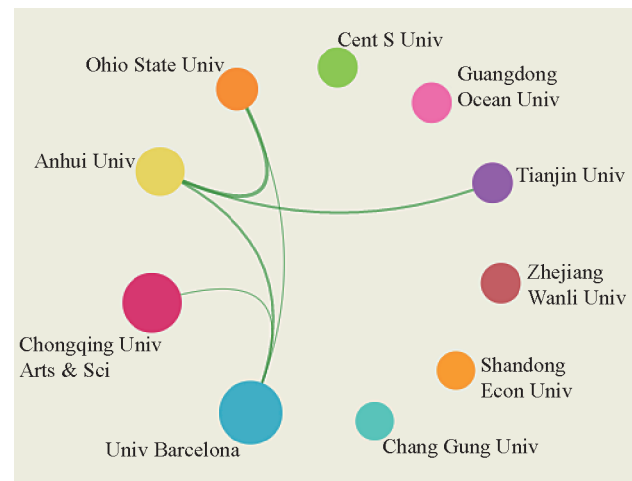 Cent S Univ
Ohio State Univ
Guangdong
Ocean Univ
Anhui Univ
Tianjin Univ
Zhejiang
Wanli Univ
Chongqing Univ
Arts & Sci
Shandong
Econ Univ
Univ Barcelona
Chang Gung Univ